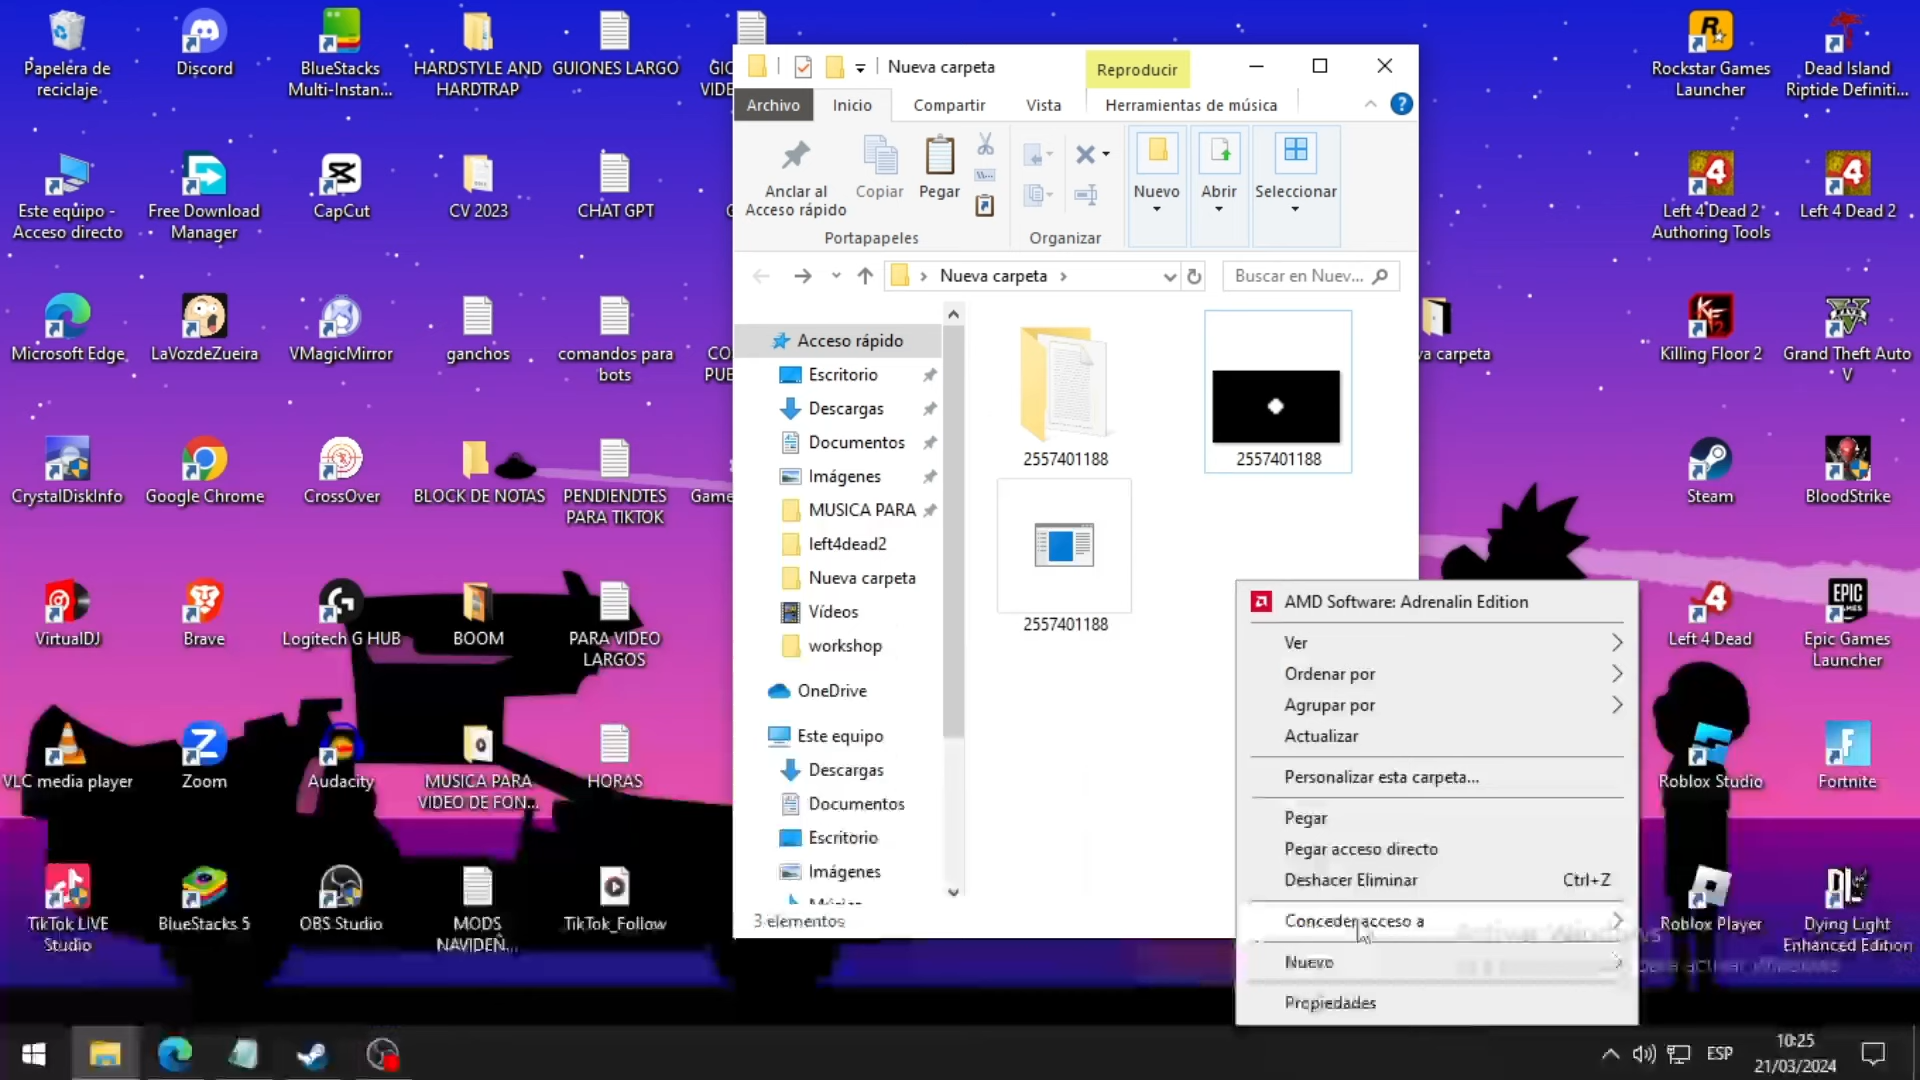 Papelera de
reciclaje
Discord
BlueStacks
Multi-Instan...
HARDSTYLE AND
HARDTRAP
GUIONES LARGO
Este equipo -
Acceso directo
Free Download
Manager
CapCut
CV 2023
CHAT GPT
Microsoft Edge
LaVozdeZueira
VMagicMirror
ganchos
comandos para
bots
CrystalDiskInfo
Google Chrome
CrossOver
BLOCK DE NOTAS
PENDIENDTES
PARA TIKTOK
VirtualDJ
Brave
Logitech G HUB
BOOM
PARA VIDEO
LARGOS
VLC media player
Zoom
Audacity
MUSICA PARA
VIDEO DE FON...
HORAS
TikTok LIVE
Studio
BlueStacks 5
OBS Studio
MODS
NAVIDEÑ...
TikTok_Follow
Nueva carpeta
Reproducir
Archivo
Inicio
Compartir
Vista
Herramientas de música
Anclar al
Acceso rápido
Copiar
Pegar
Nuevo
Abrir
Seleccionar
Portapapeles
Organizar
Nueva carpeta
Buscar en Nuev...
Acceso rápido
Escritorio
Descargas
Documentos
Imágenes
MUSICA PARA
left4dead2
Nueva carpeta
Vídeos
workshop
OneDrive
Este equipo
Descargas
Documentos
Escritorio
Imágenes
3 elementos
2557401188
2557401188
2557401188
AMD Software: Adrenalin Edition
Ver
Ordenar por
Agrupar por
Actualizar
Personalizar esta carpeta...
Pegar
Pegar acceso directo
Deshacer Eliminar Ctrl+Z
Conceder acceso a
Nuevo
Propiedades
va carpeta
Rockstar Games
Launcher
Dead Island
Riptide Definiti...
Left 4 Dead 2
Authoring Tools
Left 4 Dead 2
Killing Floor 2
Grand Theft Auto
V
Steam
BloodStrike
Left 4 Dead
EPIC
GAMES
Epic Games
Launcher
Roblox Studio
Fortnite
Roblox Player
Dying Light
Enhanced Edition
ESP
10:25
21/03/2024